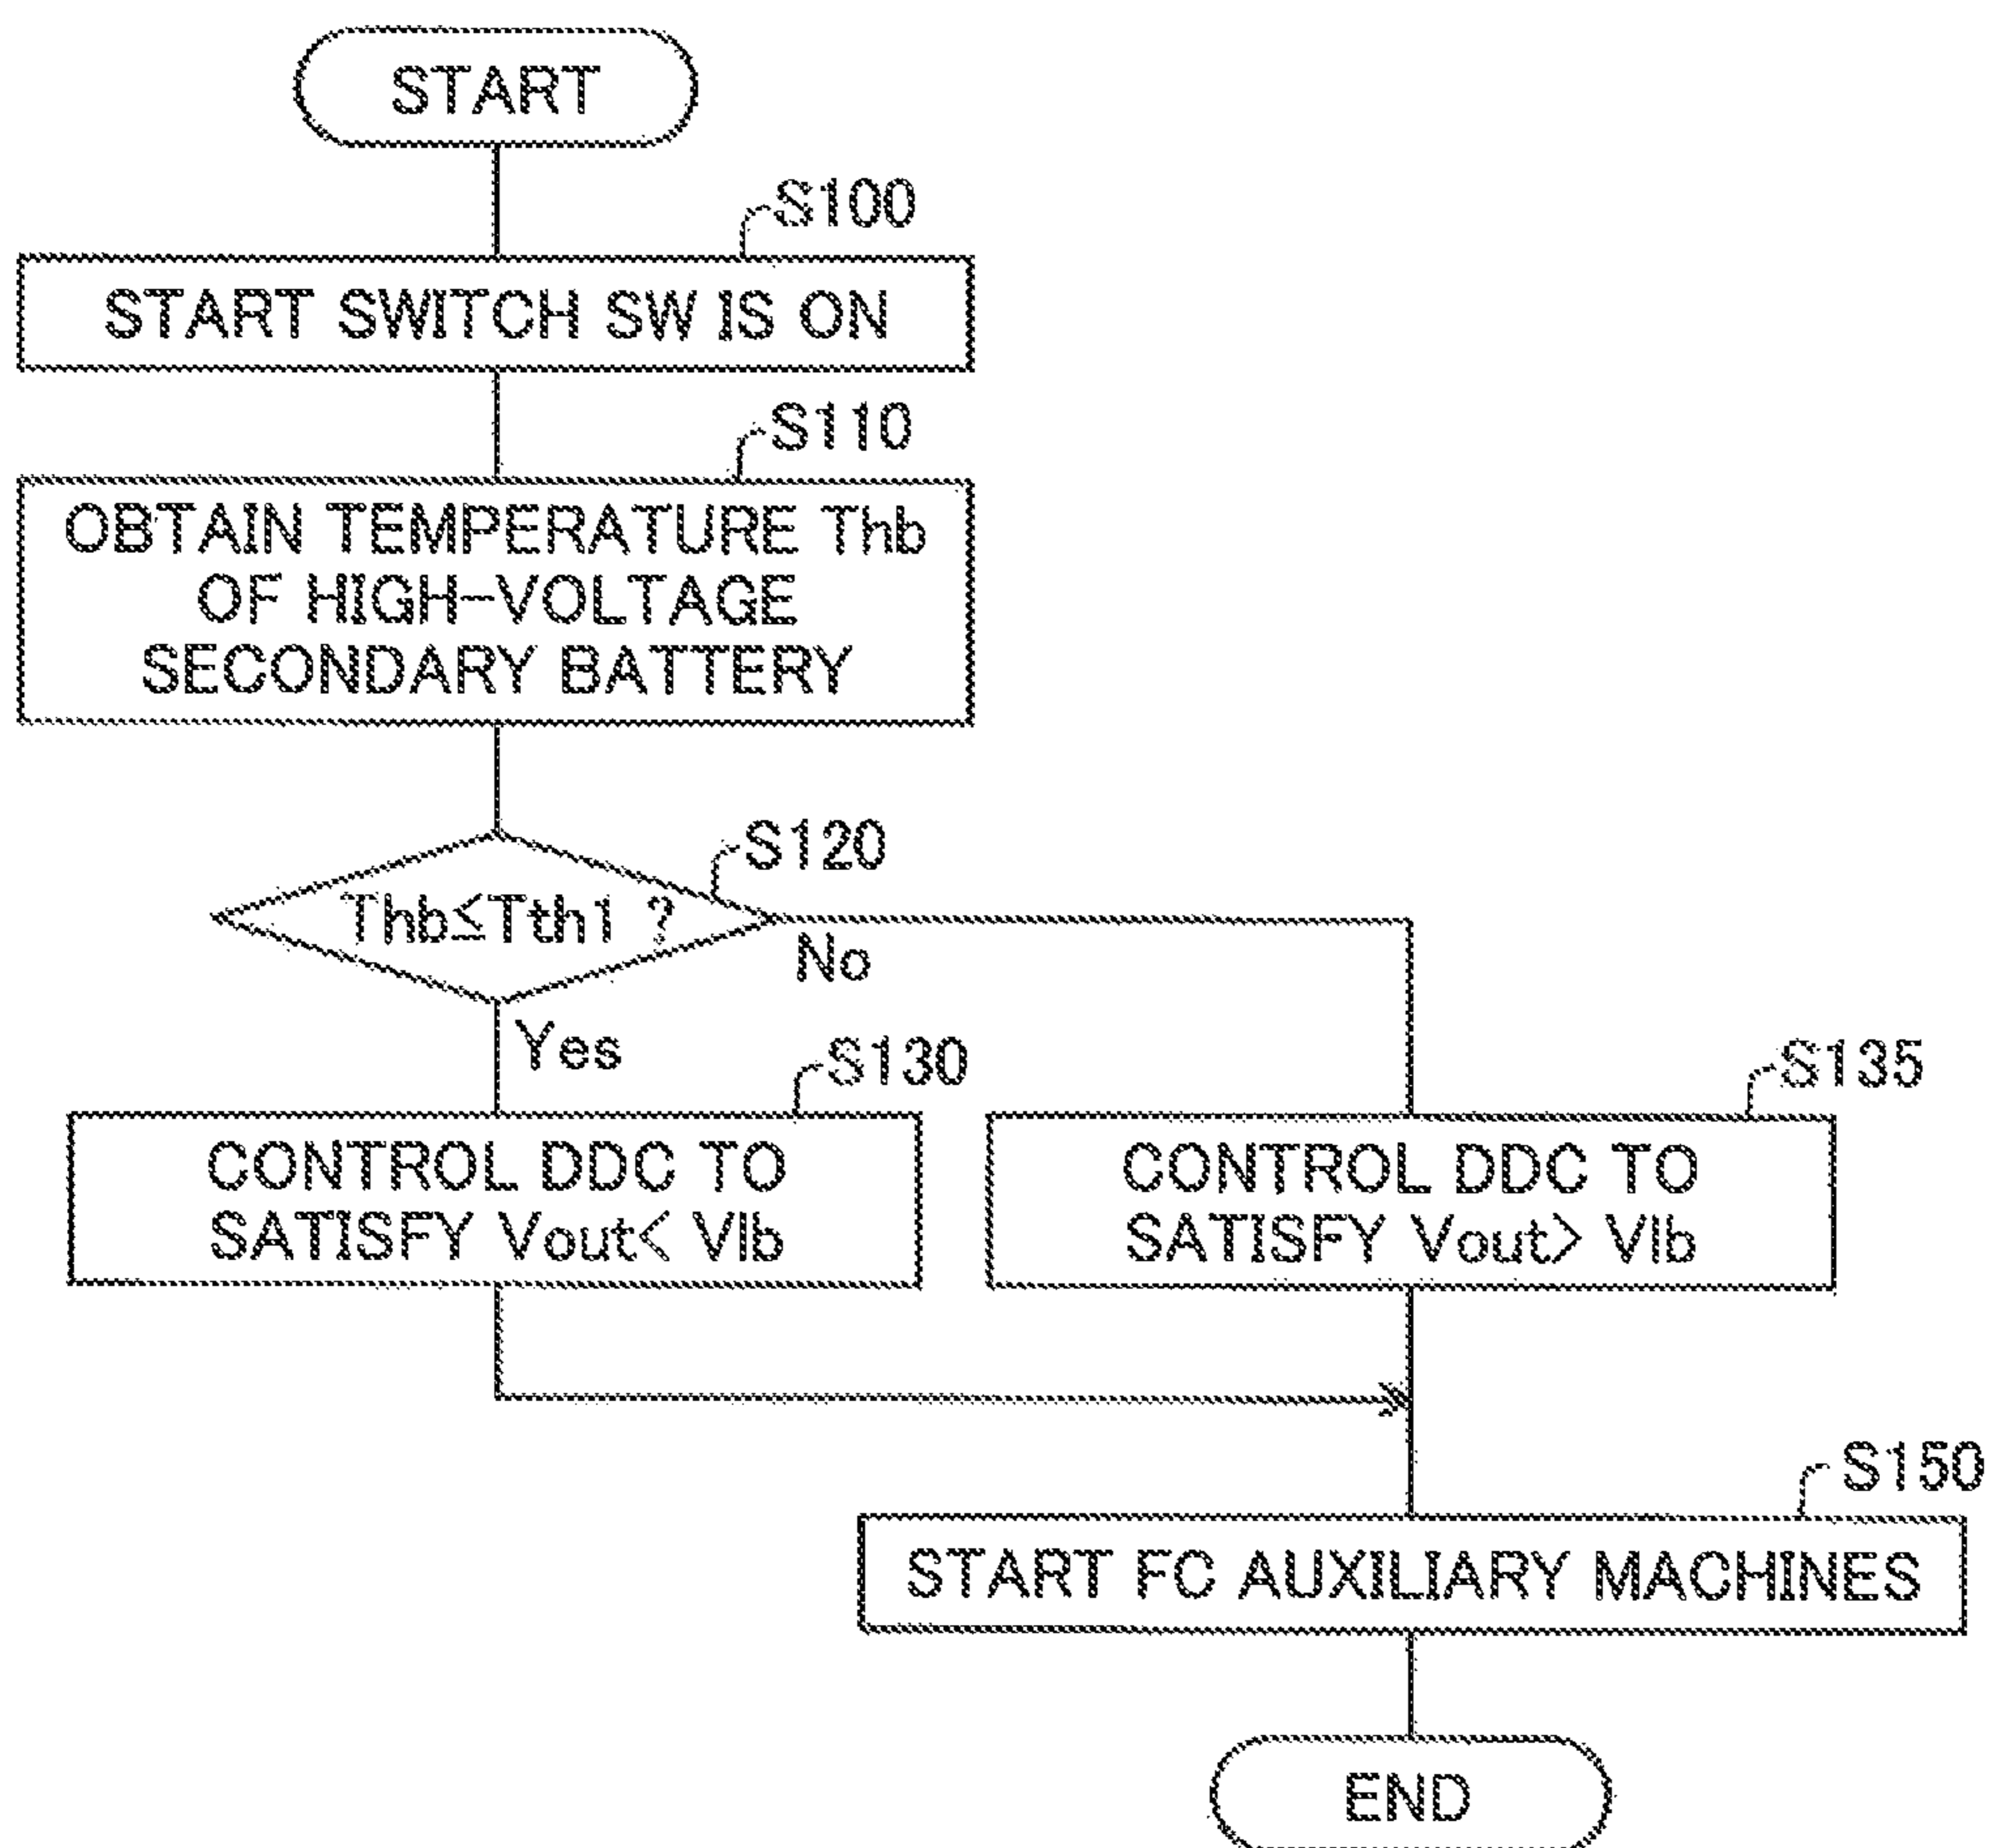 START
S100
START SWITCH SW IS ON
S110
OBTAIN TEMPERATURE Thb
OF HIGH-VOLTAGE
SECONDARY BATTERY
S120
Thb≤Tth1 ?
No
Yes
S130
CONTROL DDC TO
SATISFY Vout< Vlb
S135
CONTROL DDC TO
SATISFY Vout> Vlb
S150
START FC AUXILIARY MACHINES
END